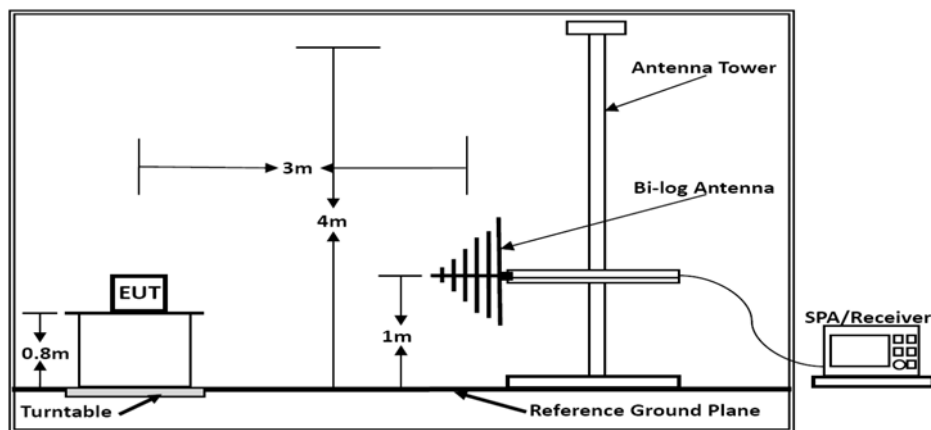 Antenna Tower
3m
Bi-log Antenna
4m
EUT
SPA/Receiver
0.8m
1m
Turntable
Reference Ground Plane